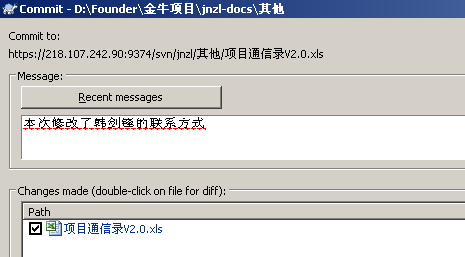 Commit - D:\Founder\金牛项目\jnzl-docs\其他
Commit to:
https://218.107.242.90:9374/svn/jnzl/其他/项目通信录V2.0.xls
Message:
Recent messages
本次修改了韩剑锋的联系方式
Changes made (double-click on file for diff):
Path
项目通信录V2.0.xls